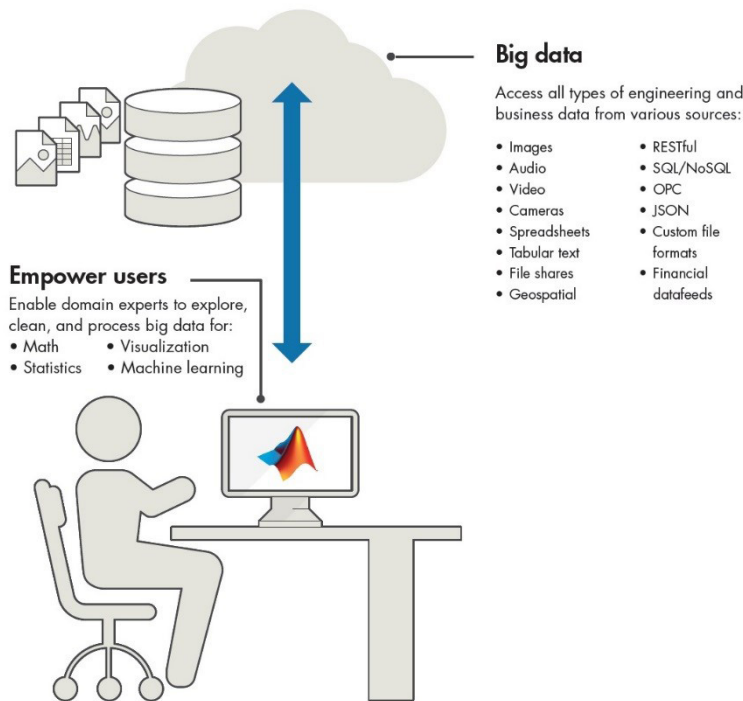 Big data
Access all types of engineering and
business data from various sources:
• Images
• Audio
• Video
• Cameras
• Spreadsheets
• Tabular text
• File shares
• Geospatial
• RESTful
• SQL/NoSQL
• OPC
• JSON
• Custom file
formats
• Financial
datafeeds
Empower users
Enable domain experts to explore,
clean, and process big data for:
• Math • Visualization
• Statistics • Machine learning